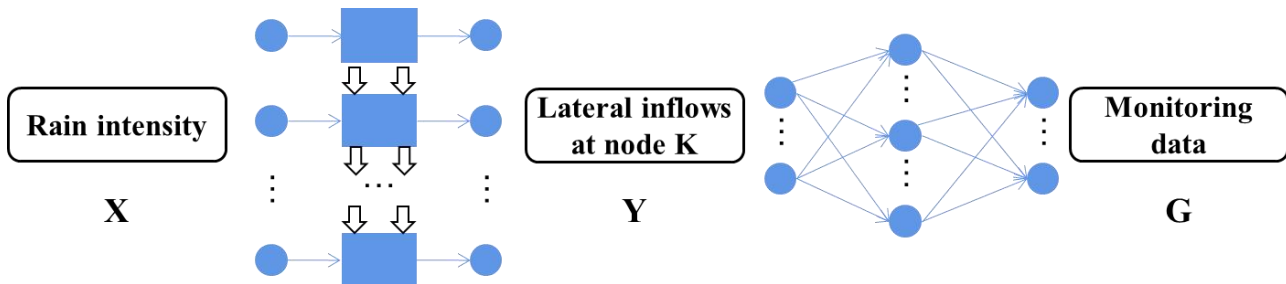 Rain intensity
X
Lateral inflows
at node K
Y
Monitoring
data
G